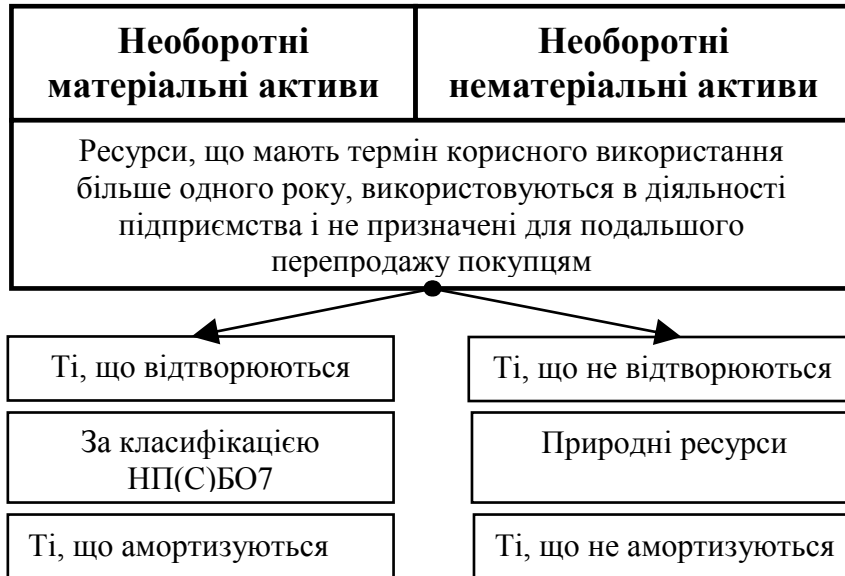 Необоротні
матеріальні активи
Необоротні
нематеріальні активи
Ресурси, що мають термін корисного використання
більше одного року, використовуються в діяльності
підприємства і не призначені для подальшого
перепродажу покупцям
Ті, що відтворюються
Ті, що не відтворюються
За класифікацією
НП(С)БО7
Природні ресурси
Ті, що амортизуються
Ті, що не амортизуються